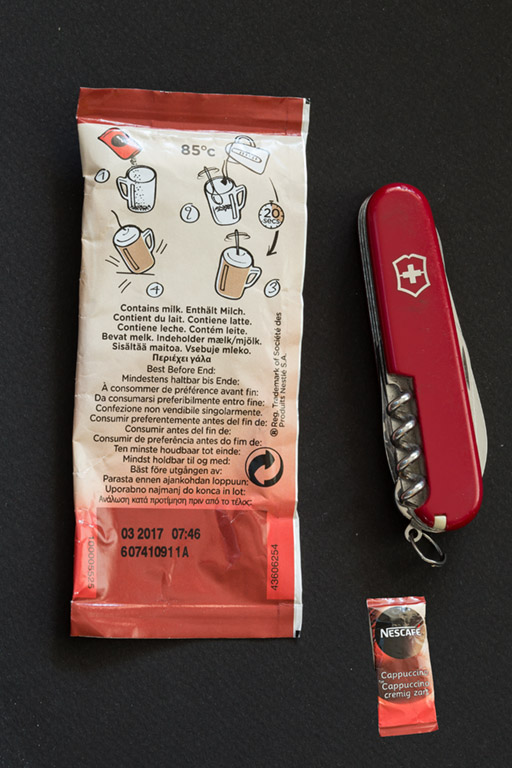 85°c
1
2
20
secs
4
3
Contains milk. Enthält Milch.
Contient du lait. Contiene latte.
Contiene leche. Contém leite.
Bevat melk. Indeholder mælk/mjölk.
Sisältää maitoa. Vsebuje mleko.
Περιέχει γάλα
Best Before End:
Mindestens haltbar bis Ende:
À consommer de préférence avant fin:
Da consumarsi preferibilmente entro fine:
Confezione non vendibile singolarmente.
Consumir preferentemente antes del fin de:
Consumir antes del fin de:
Consumir de preferência antes do fim de:
Ten minste houdbaar tot einde:
Mindst holdbar til og med:
Bäst före utgången av:
Parasta ennen ajankohdan loppuun:
Uporabno najmanj do konca in lot:
Ανάλωση κατά προτίμηση πριν από το τέλος:
® Reg. Trademark of Société des
Produits Nestlé S.A.
03 2017 07:46
607410911A
43606254
NESCAFÉ
Cappuccino
Cappuccino
cremig zart